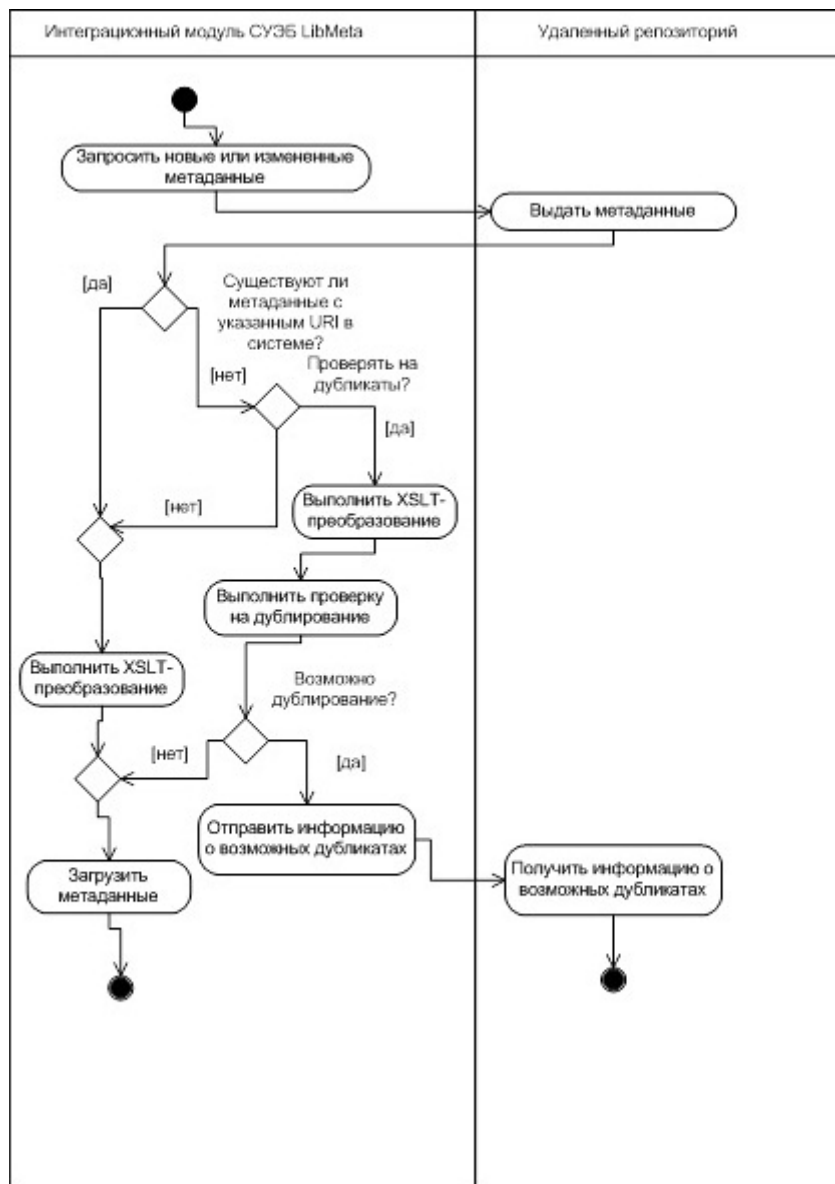 Интеграционный модуль СУЭБ LibMeta
Удаленный репозиторий
Запросить новые или измененные
метаданные
Выдать метаданные
[да]
Существуют ли
метаданные с
указанным URI в
системе?
[нет]
Проверять на
дубликаты?
[да]
[нет]
Выполнить XSLT-
преобразование
Выполнить проверку
на дублирование
Выполнить XSLT-
преобразование
Возможно
дублирование?
[нет]
[да]
Отправить информацию
о возможных дубликатах
Загрузить
метаданные
Получить информацию о
возможных дубликатах